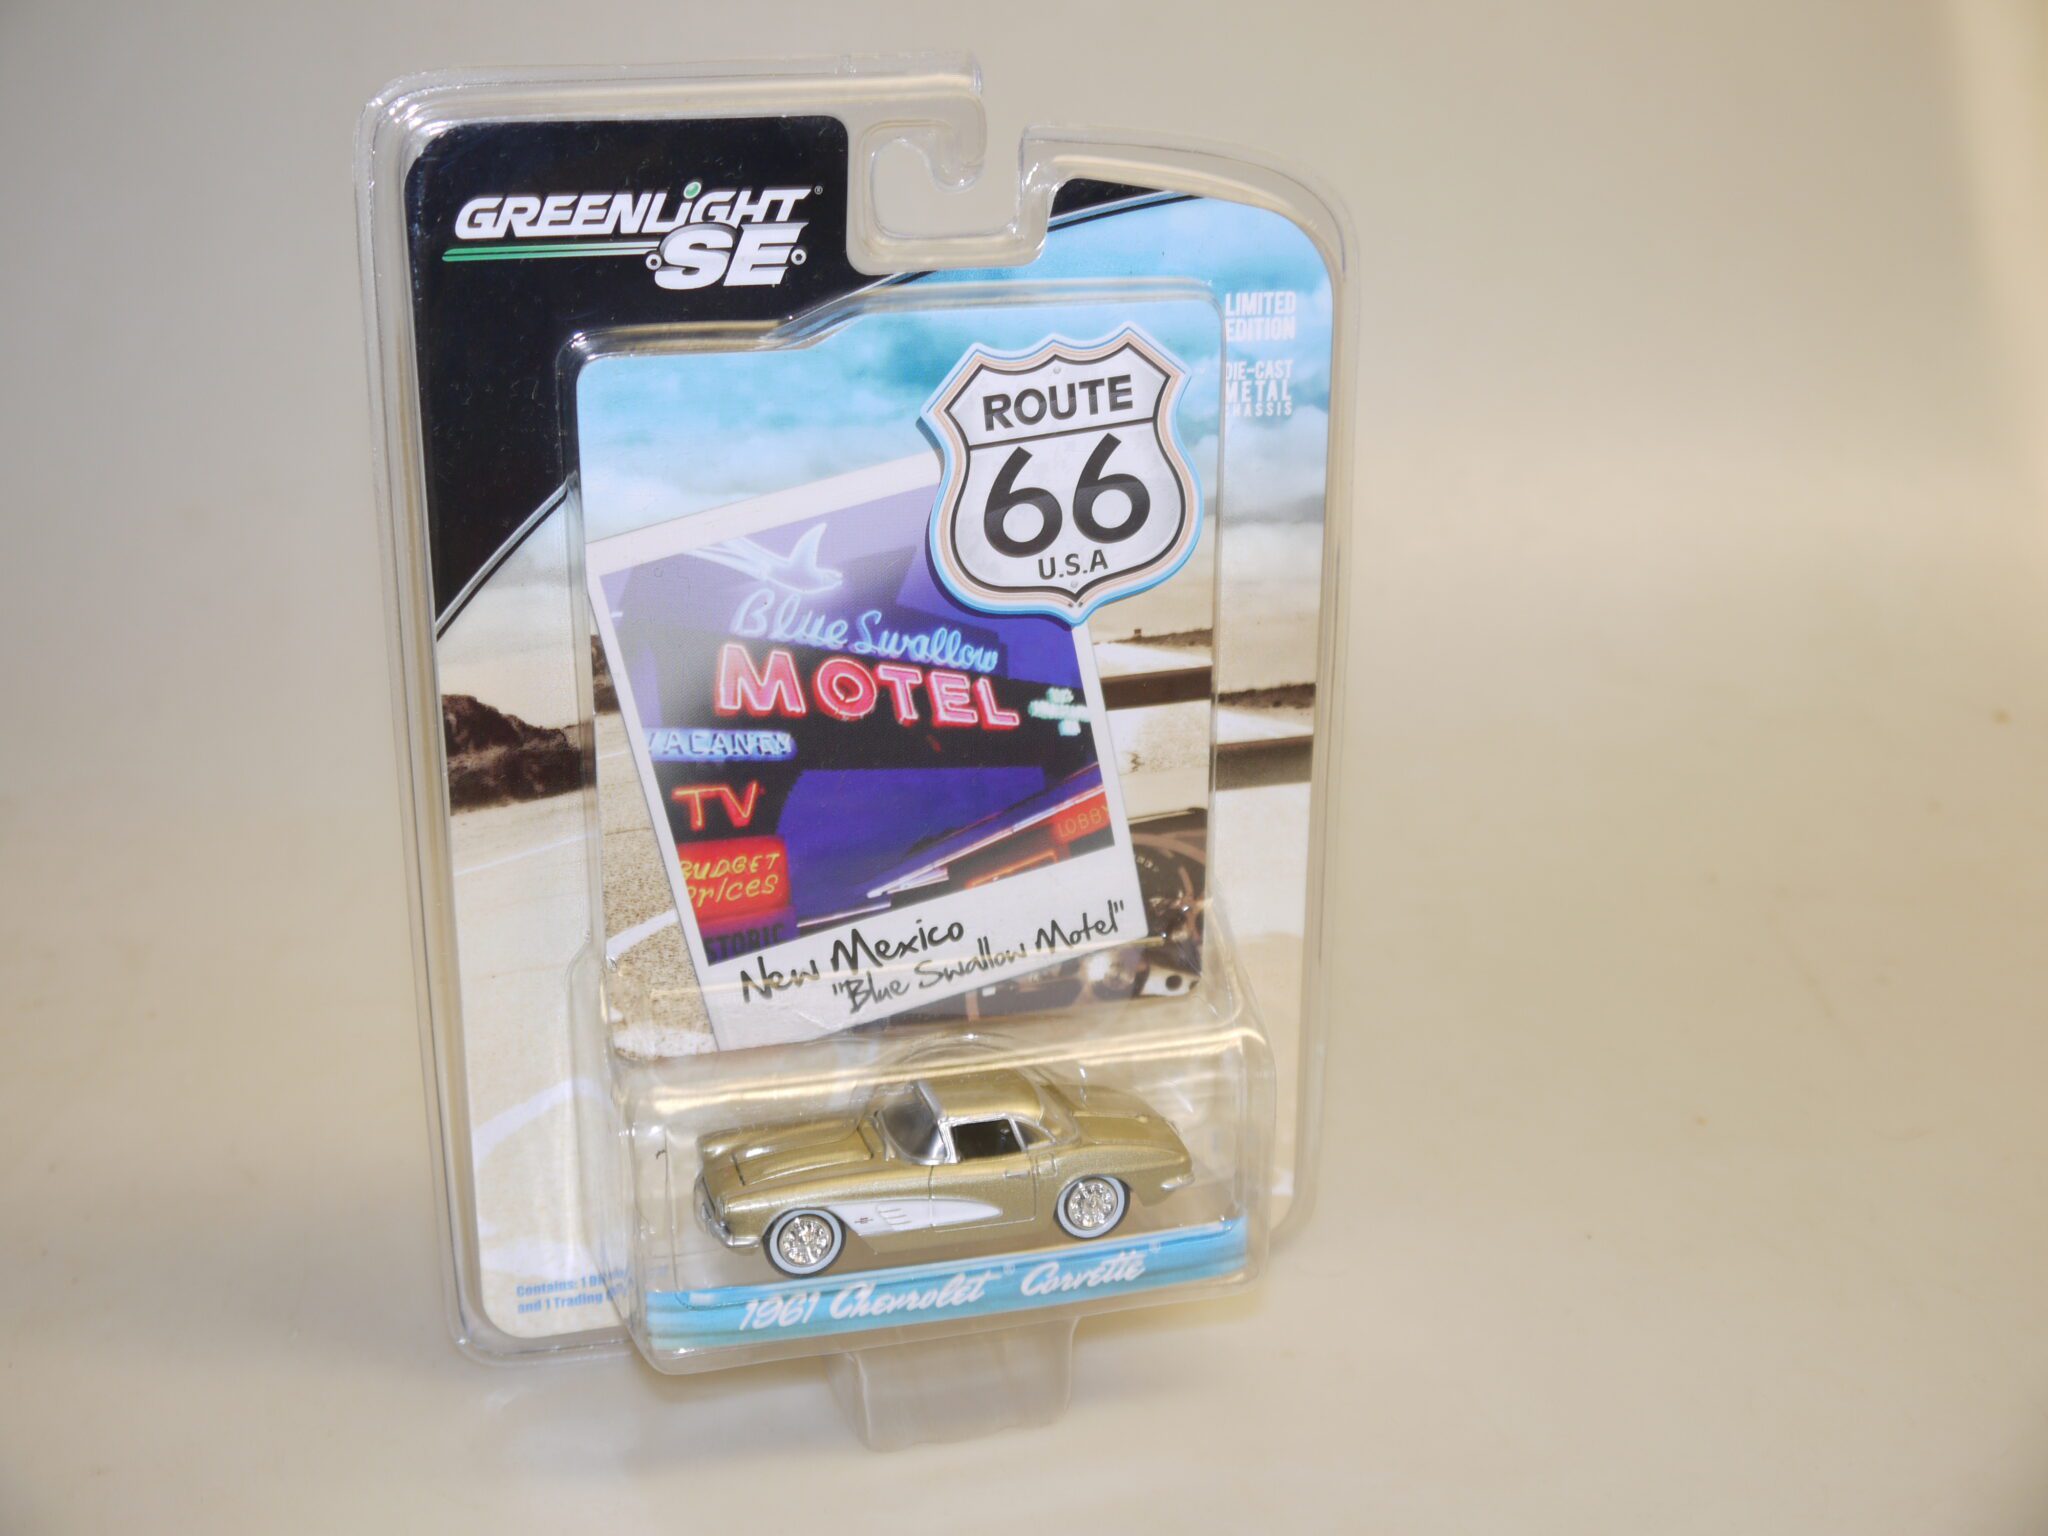 GREENLiGHT®
SE
LIMITED
EDITION
DIE-CAST
METAL
CHASSIS
ROUTE
66
U.S.A
Blue Swallow
MOTEL
VACANCY
TV
BUDGET
Prices
LOBBY
New Mexico
"Blue Swallow Motel"
Contains: 1
and 1 Trading
1961 Chevrolet® Corvette®